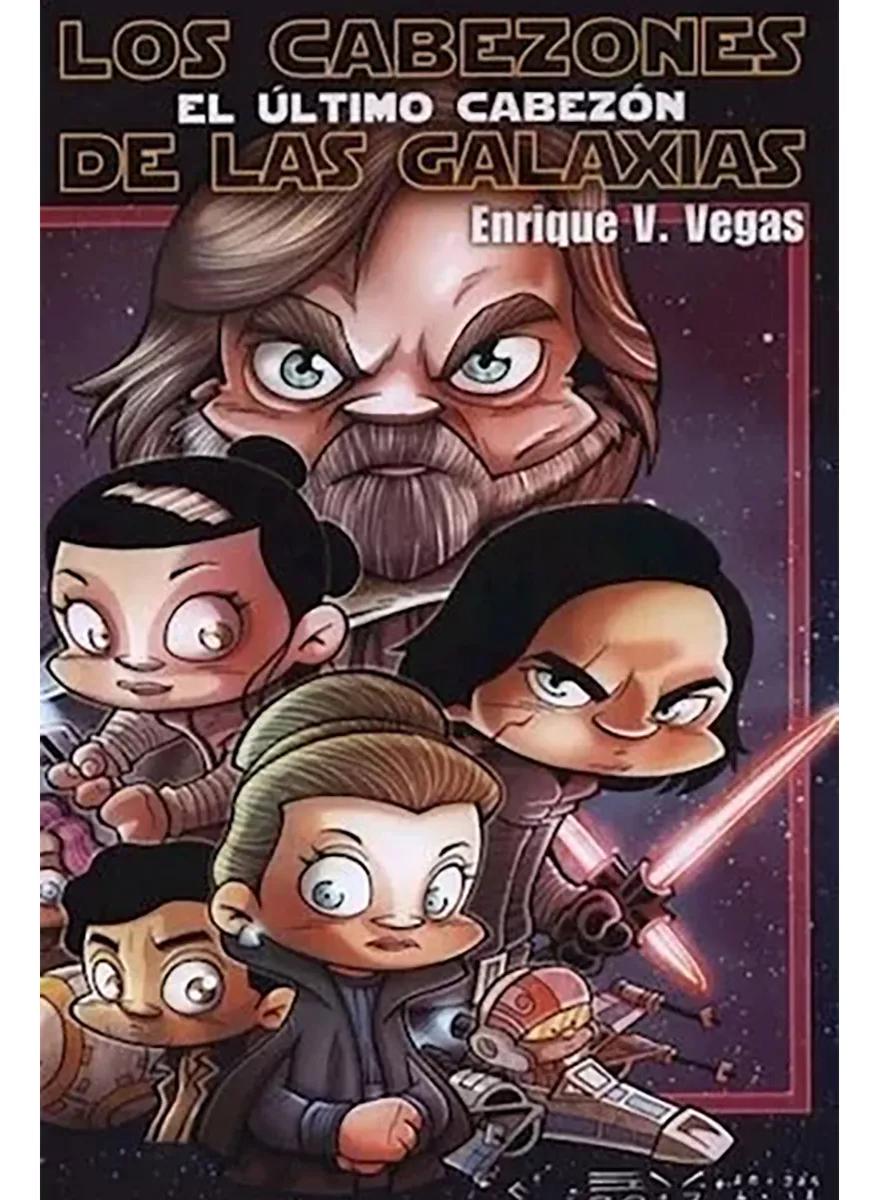 LOS CABEZONES
EL ÚLTIMO CABEZÓN
DE LAS GALAXIAS
Enrique V. Vegas